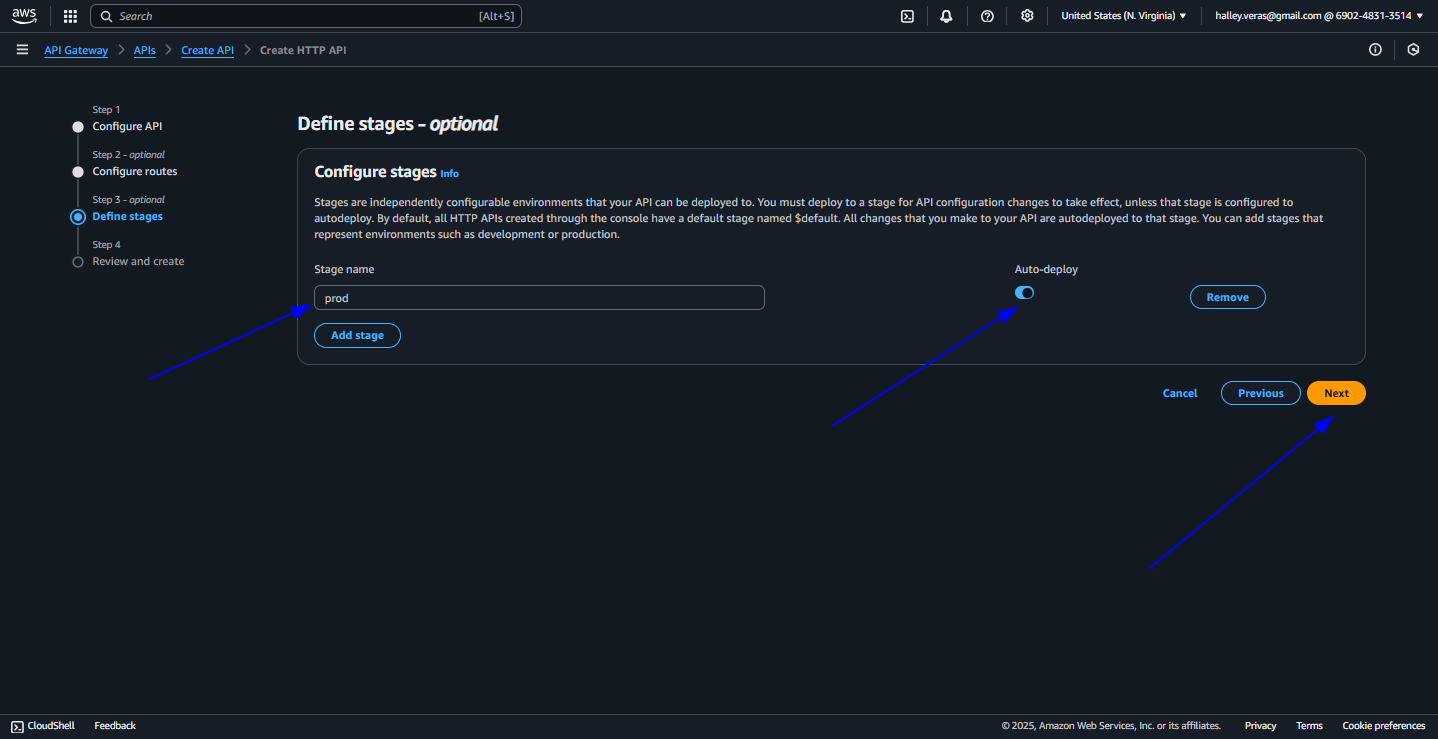 aws
Search [Alt+S]
United States (N. Virginia) ▼
halley.veras@gmail.com @ 6902-4831-3514 ▼
API Gateway > APIs > Create API > Create HTTP API
Step 1
Configure API
Step 2 - optional
Configure routes
Step 3 - optional
Define stages
Step 4
Review and create
Define stages - optional
Configure stages Info
Stages are independently configurable environments that your API can be deployed to. You must deploy to a stage for API configuration changes to take effect, unless that stage is configured to
autodeploy. By default, all HTTP APIs created through the console have a default stage named $default. All changes that you make to your API are autodeployed to that stage. You can add stages that
represent environments such as development or production.
Stage name
Auto-deploy
prod
Remove
Add stage
Cancel
Previous
Next
CloudShell
Feedback
© 2025, Amazon Web Services, Inc. or its affiliates.
Privacy
Terms
Cookie preferences